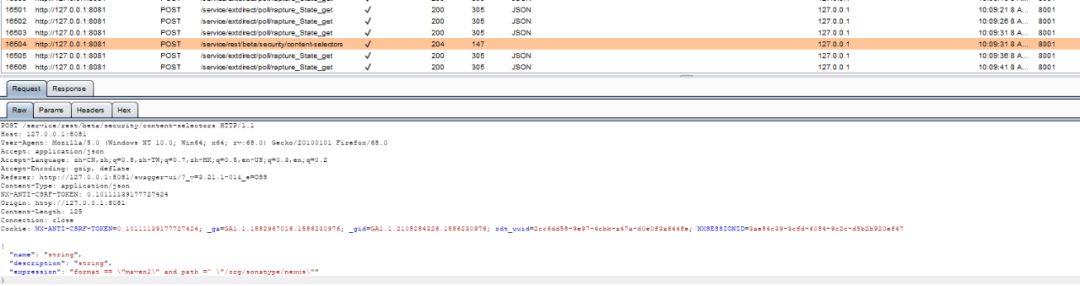 16501 http://127.0.0.1:8081 POST /service/extdirect/poll/rapture_State_get ✓ 200 305 JSON 127.0.0.1 10:09:21 8 A... 8001
16502 http://127.0.0.1:8081 POST /service/extdirect/poll/rapture_State_get ✓ 200 305 JSON 127.0.0.1 10:09:26 8 A... 8001
16503 http://127.0.0.1:8081 POST /service/extdirect/poll/rapture_State_get ✓ 200 305 JSON 127.0.0.1 10:09:31 8 A... 8001
16504 http://127.0.0.1:8081 POST /service/rest/beta/security/content-selectors ✓ 204 147 127.0.0.1 10:09:31 8 A... 8001
16505 http://127.0.0.1:8081 POST /service/extdirect/poll/rapture_State_get ✓ 200 305 JSON 127.0.0.1 10:09:36 8 A... 8001
16506 http://127.0.0.1:8081 POST /service/extdirect/poll/rapture_State_get ✓ 200 305 JSON 127.0.0.1 10:09:41 8 A... 8001
Request Response
Raw Params Headers Hex
POST /service/rest/beta/security/content-selectors HTTP/1.1
Host: 127.0.0.1:8081
User-Agent: Mozilla/5.0 (Windows NT 10.0; Win64; x64; rv:68.0) Gecko/20100101 Firefox/68.0
Accept: application/json
Accept-Language: zh-CN,zh;q=0.8,zh-TW;q=0.7,zh-HK;q=0.5,en-US;q=0.3,en;q=0.2
Accept-Encoding: gzip, deflate
Referer: http://127.0.0.1:8081/swagger-ui/?_v=3.21.1-01&_e=OSS
Content-Type: application/json
NX-ANTI-CSRF-TOKEN: 0.10111139177727424
Origin: http://127.0.0.1:8081
Content-Length: 125
Connection: close
Cookie: NX-ANTI-CSRF-TOKEN=0.10111139177727424; _ga=GA1.1.1582967016.1586230976; _gid=GA1.1.2108284326.1586230976;
{
"name": "string",
"description": "string",
"expression": "format == \"maven2\" and path =^ \"/org/sonatype/nexus\""
}